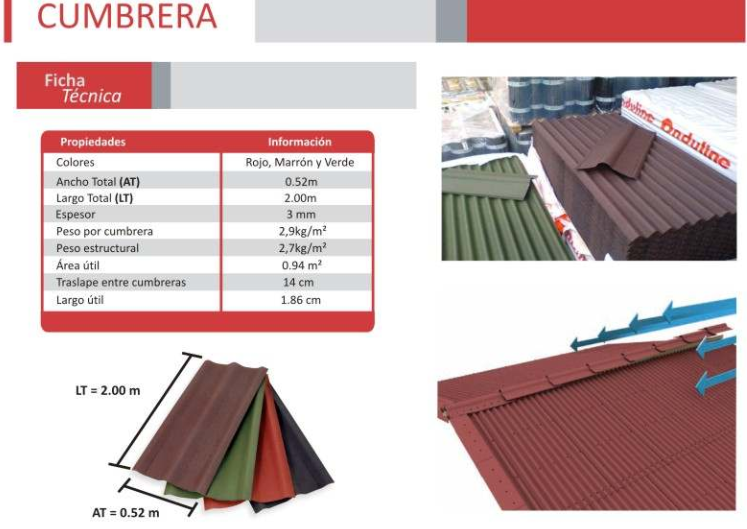 CUMBRERA
Ficha
Técnica
Propiedades Información
Colores Rojo, Marrón y Verde
Ancho Total (AT) 0.52m
Largo Total (LT) 2.00m
Espesor 3 mm
Peso por cumbrera 2,9kg/m²
Peso estructural 2,7kg/m²
Área útil 0.94 m²
Traslape entre cumbreras 14 cm
Largo útil 1.86 cm
LT = 2.00 m
AT = 0.52 m
Onduline